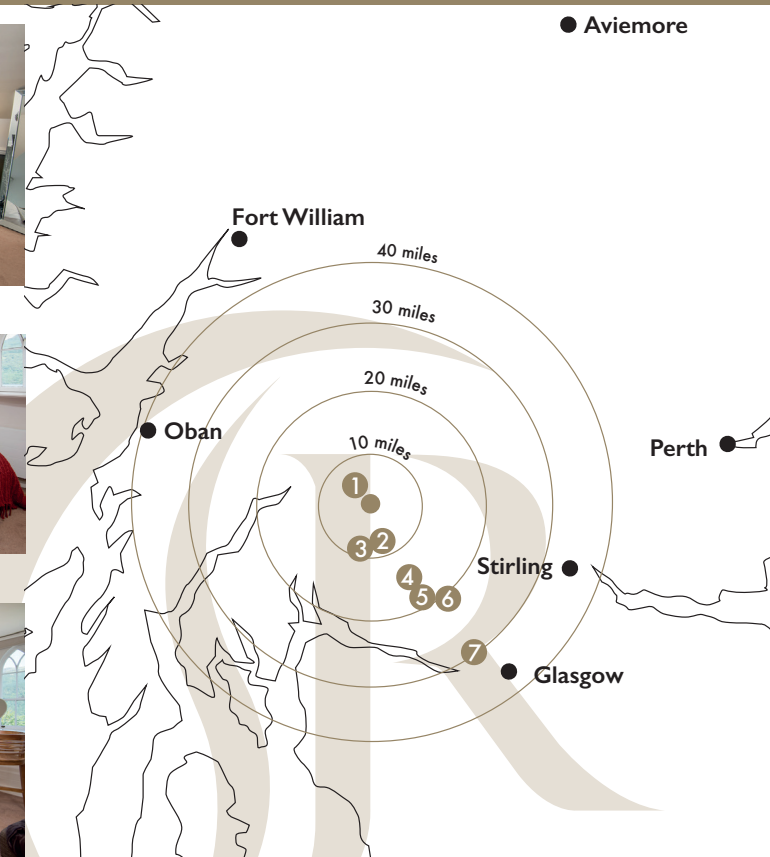 Aviemore
Fort William
40 miles
30 miles
20 miles
Oban
10 miles
Perth
1
2
3
Stirling
4
5
6
7
Glasgow